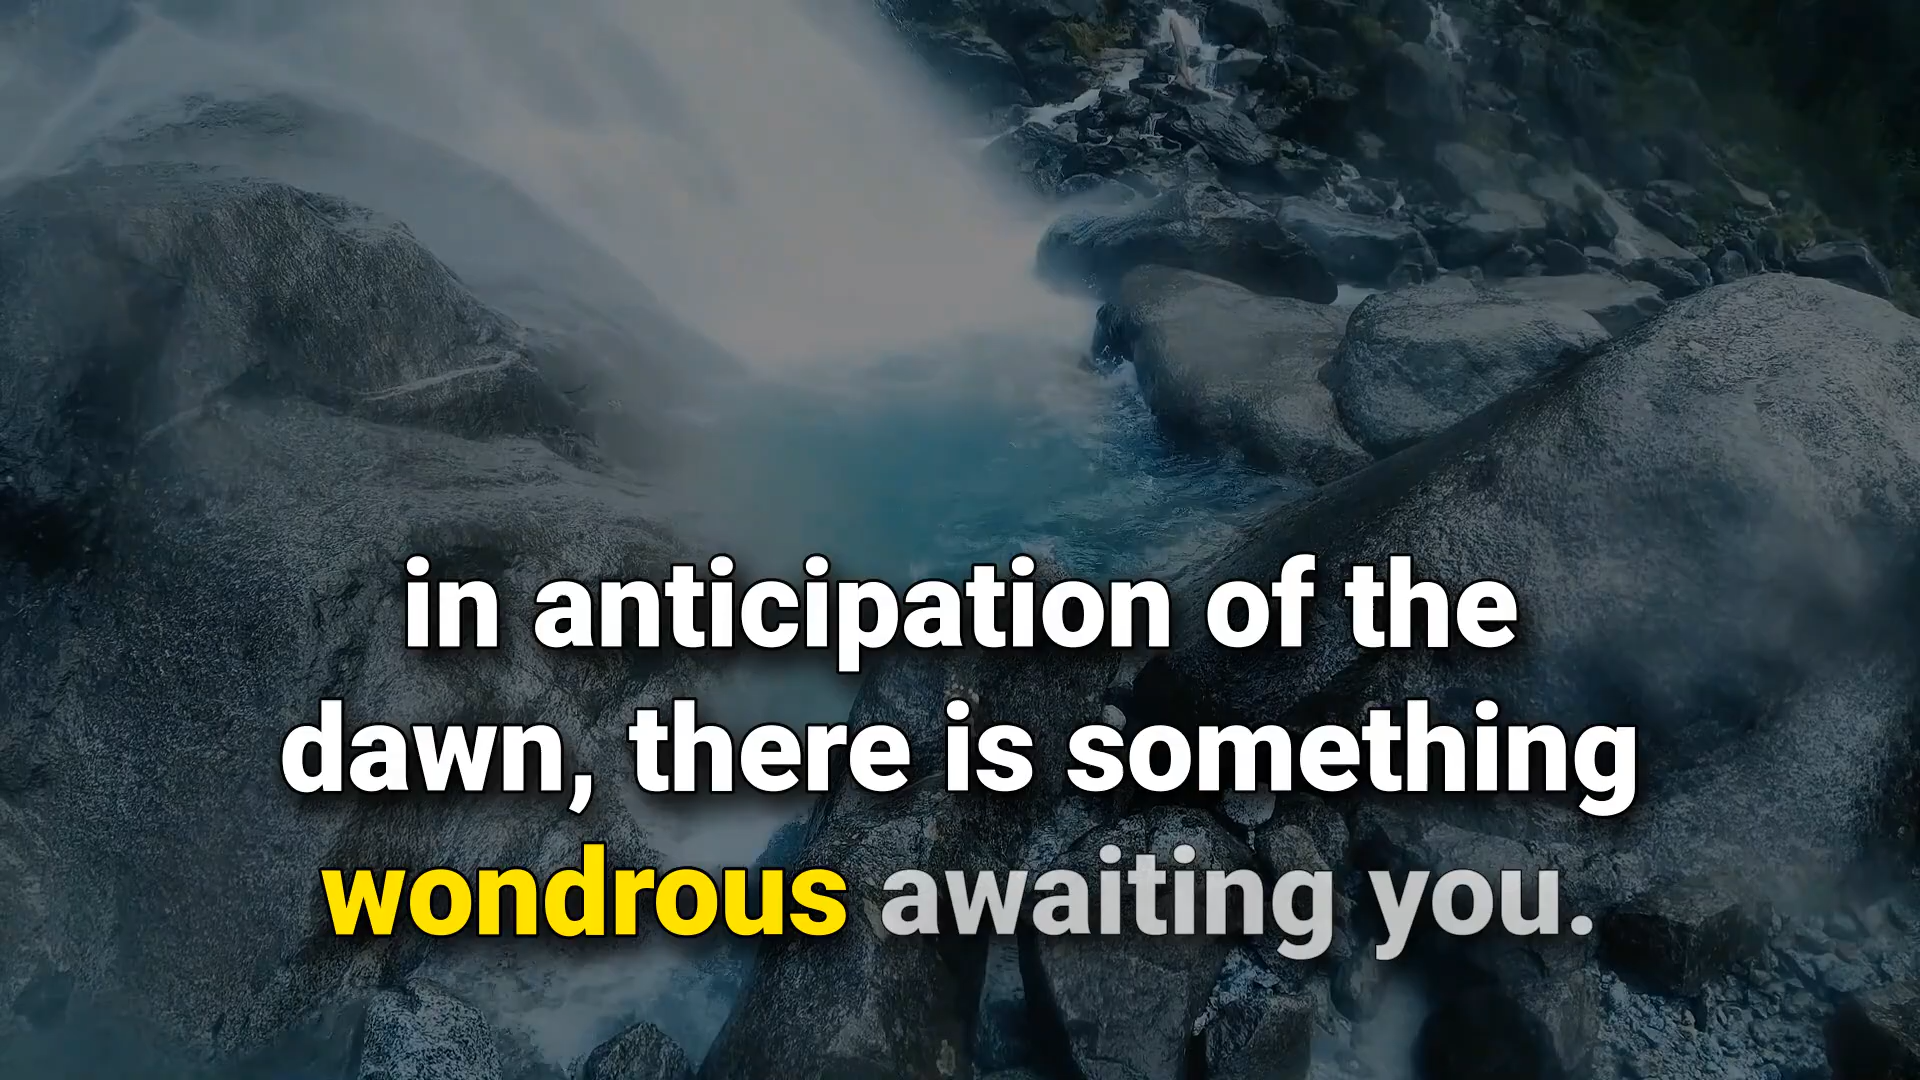 in anticipation of the
dawn, there is something
wondrous awaiting you.